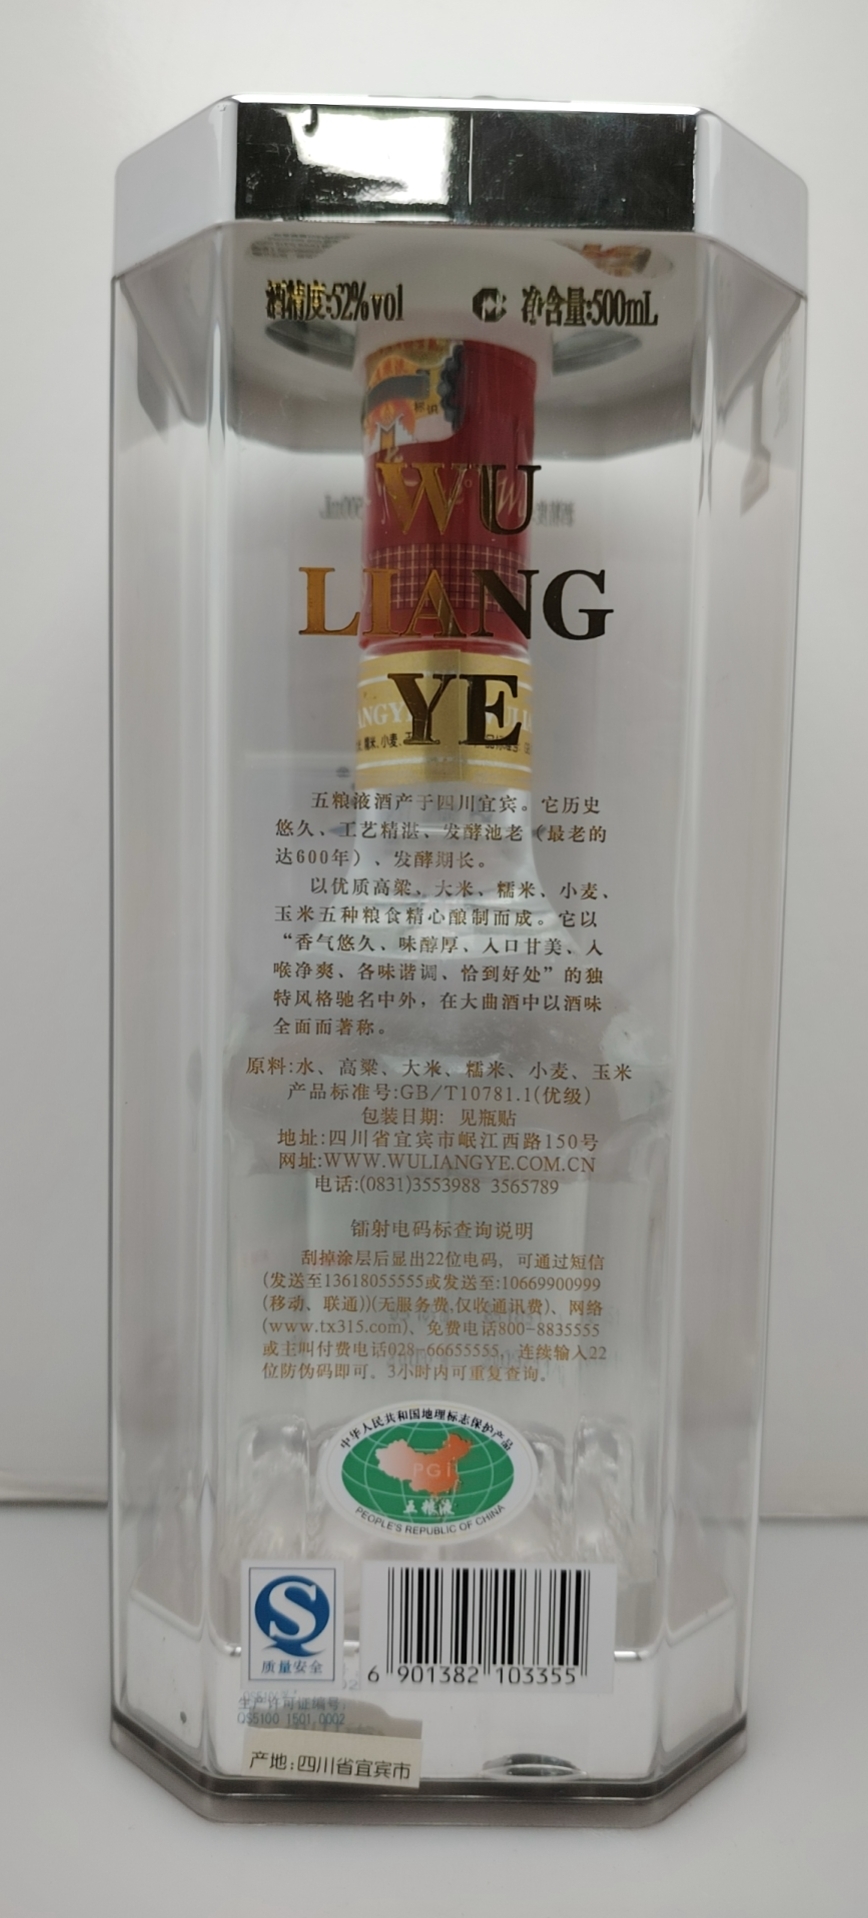 酒精度:52%vol 净含量:500mL
WU
LIANG
YE
五粮液酒产于四川宜宾。它历史
悠久、工艺精湛、发酵池老（最老的
达600年）、发酵期长。
以优质高粱、大米、糯米、小麦、
玉米五种粮食精心酿制而成。它以
“香气悠久、味醇厚、入口甘美、入
喉净爽、各味谐调、恰到好处”的独
特风格驰名中外，在大曲酒中以酒味
全面而著称。
原料:水、高粱、大米、糯米、小麦、玉米
产品标准号:GB/T10781.1(优级)
包装日期: 见瓶贴
地址:四川省宜宾市岷江西路150号
网址:WWW.WULIANGYE.COM.CN
电话:(0831)3553988 3565789
镭射电码标查询说明
刮掉涂层后显出22位电码, 可通过短信
(发送至13618055555或发送至:10669900999
(移动、联通))(无服务费,仅收通讯费)、网络
(www.tx315.com)、免费电话800-8835555
或主叫付费电话028-66655555, 连续输入22
位防伪码即可。3小时内可重复查询。
中华人民共和国地理标志保护产品
PGI
五粮液
PEOPLE'S REPUBLIC OF CHINA
质量安全
6 901382 103355
生产许可证编号:
QS5100 1501 0002
产地:四川省宜宾市